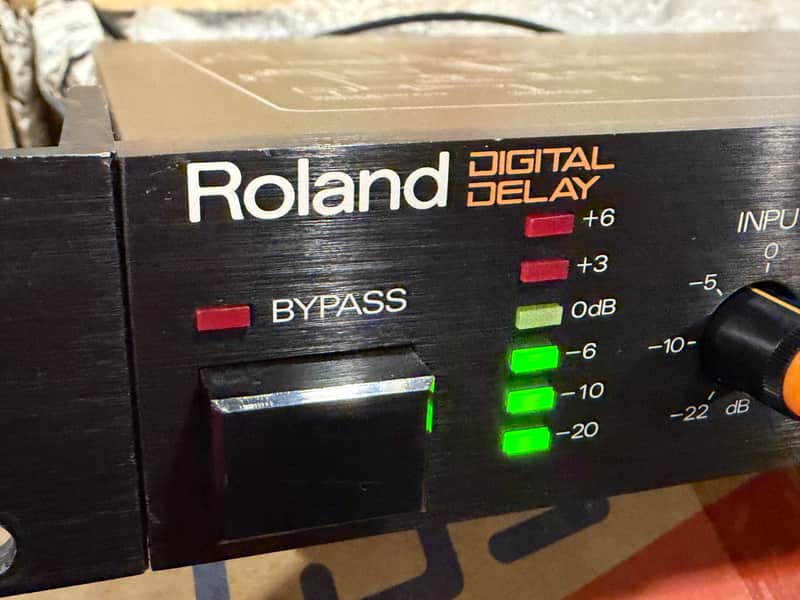 Roland
DIGITAL
DELAY
+6
+3
0dB
-6
-10
-20
BYPASS
0
-5
-10-
-22 dB